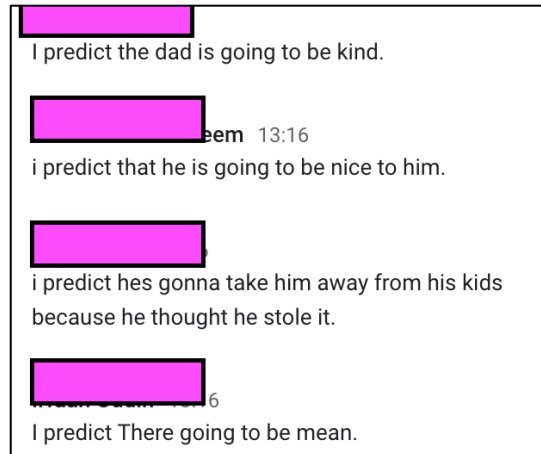 I predict the dad is going to be kind.
eem 13:16
i predict that he is going to be nice to him.
i predict hes gonna take him away from his kids
because he thought he stole it.
6
I predict There going to be mean.